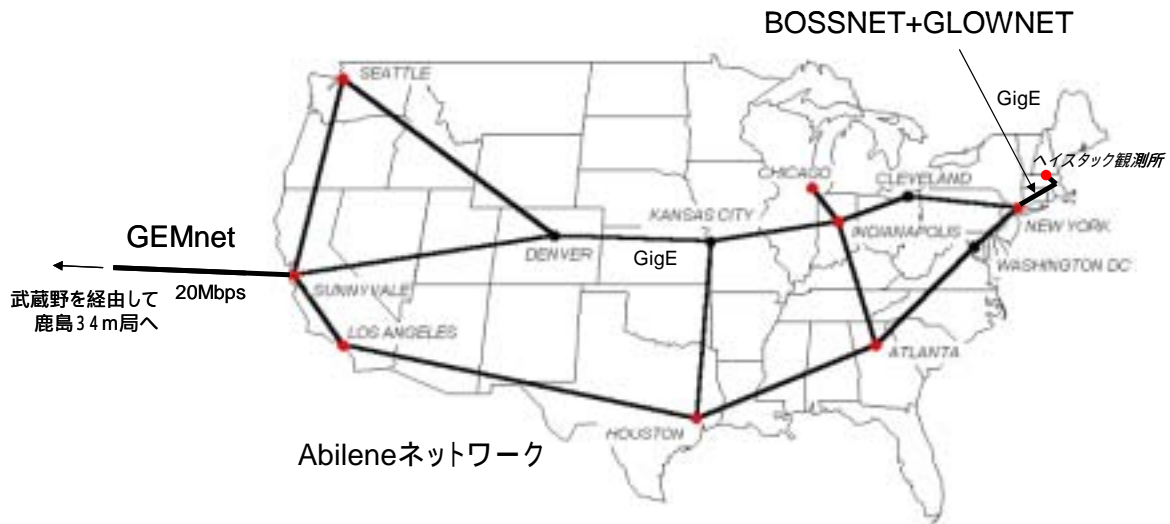 BOSSNET+GLOWNET
GigE
SEATTLE
ヘイスタック観測所
CHICAGO
CLEVELAND
KANSAS CITY
NEW YORK
INDIANAPOLIS
GEMnet
DENVER
GigE
WASHINGTON DC
20Mbps
SUNNYVALE
武蔵野を経由して
鹿島34m局へ
LOS ANGELES
ATLANTA
HOUSTON
Abileneネットワーク